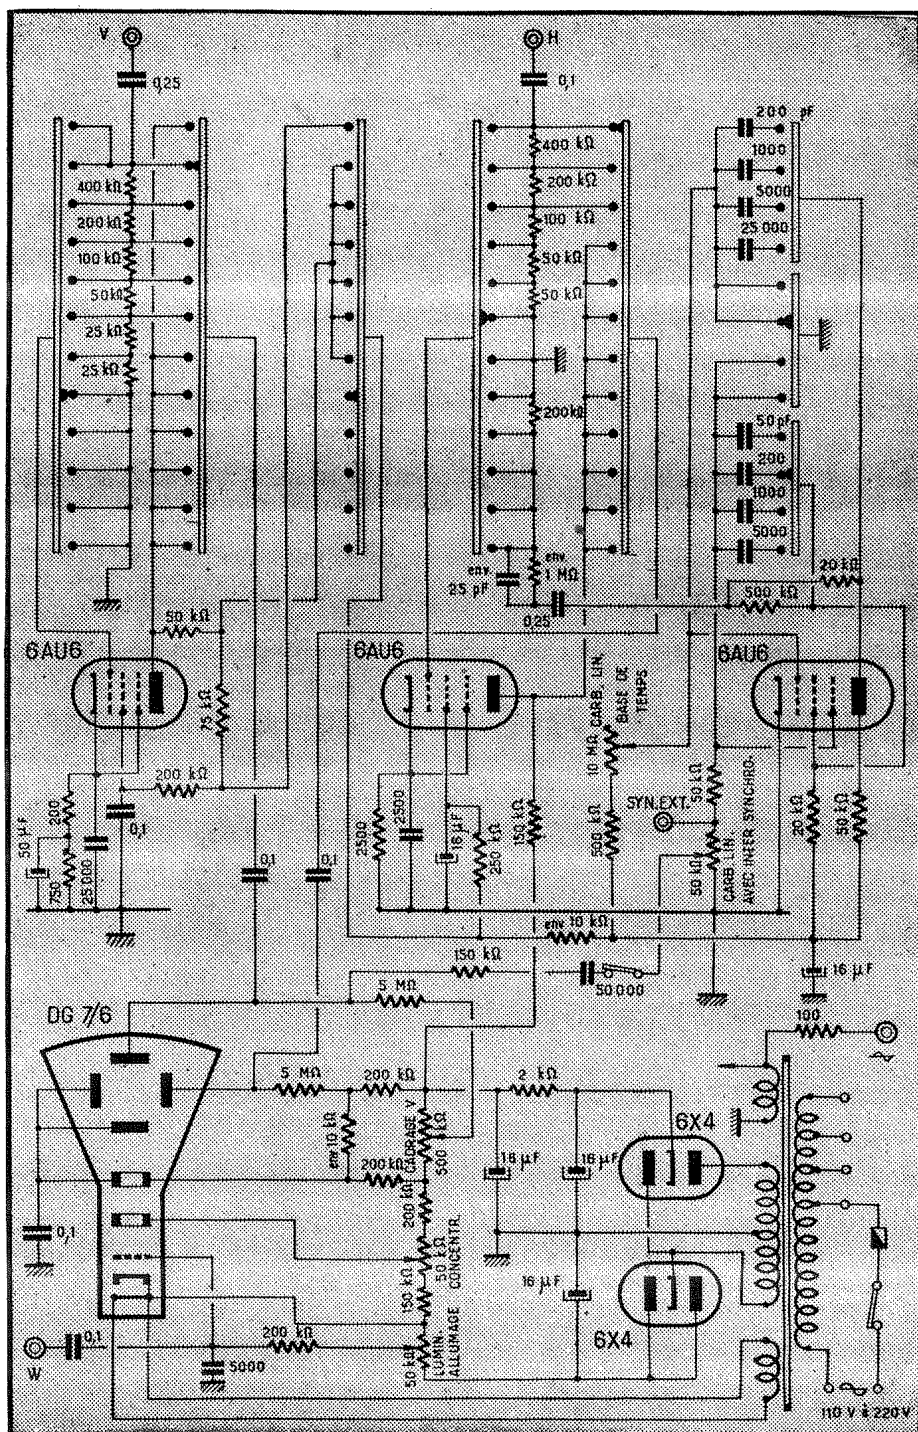 V
H
0,25
0,1
200 pF
1000
5000
25 000
400 kΩ
200 kΩ
100 kΩ
50 kΩ
25 kΩ
25 kΩ
400 kΩ
200 kΩ
100 kΩ
50 kΩ
50 kΩ
200 kΩ
50 pf
200
1000
5000
env 25 pF
env 1 MΩ
0,25
20 kΩ
500 kΩ
50 kΩ
6AU6
6AU6
6AU6
75 kΩ
200 kΩ
10 MΩ CARB. LIN.
BASE DE
TEMPS
50 kΩ
SYN.EXT.
50 µF
200
750
25 000
0,1
0,1
0,1
2500
2500
16 µF
250 kΩ
150 kΩ
500 kΩ
50 kΩ
CARB. LIN.
AVEC INTER SYNCHRO.
20 kΩ
50 kΩ
env 10 kΩ
150 kΩ
50 000
16 µF
5 MΩ
DG 7/6
100
5 MΩ
200 kΩ
2 kΩ
env 10 kΩ
CADRAGE V
500 kΩ
200 kΩ
16 µF
16 µF
6X4
0,1
200 kΩ
50 kΩ
CONCENTR.
150 kΩ
16 µF
6X4
W
0,1
5000
200 kΩ
50 kΩ
LUMIN.
ALLUMAGE
110 V à 220 V